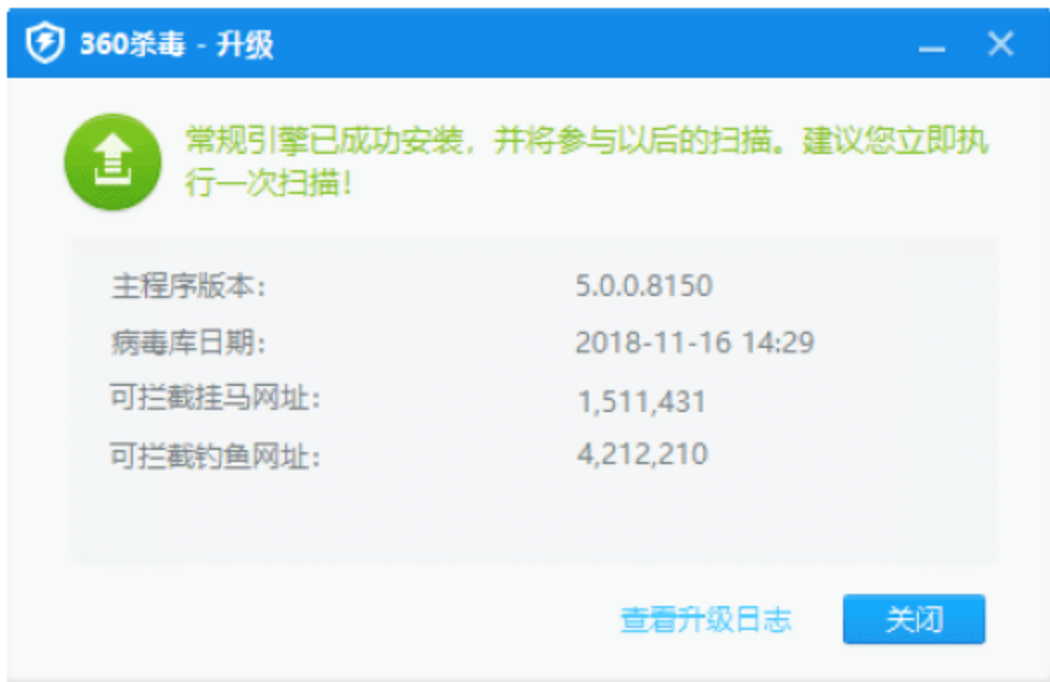 360杀毒 - 升级
常规引擎已成功安装，并将参与以后的扫描。建议您立即执
行一次扫描！
主程序版本： 5.0.0.8150
病毒库日期： 2018-11-16 14:29
可拦截挂马网址： 1,511,431
可拦截钓鱼网址： 4,212,210
查看升级日志 关闭